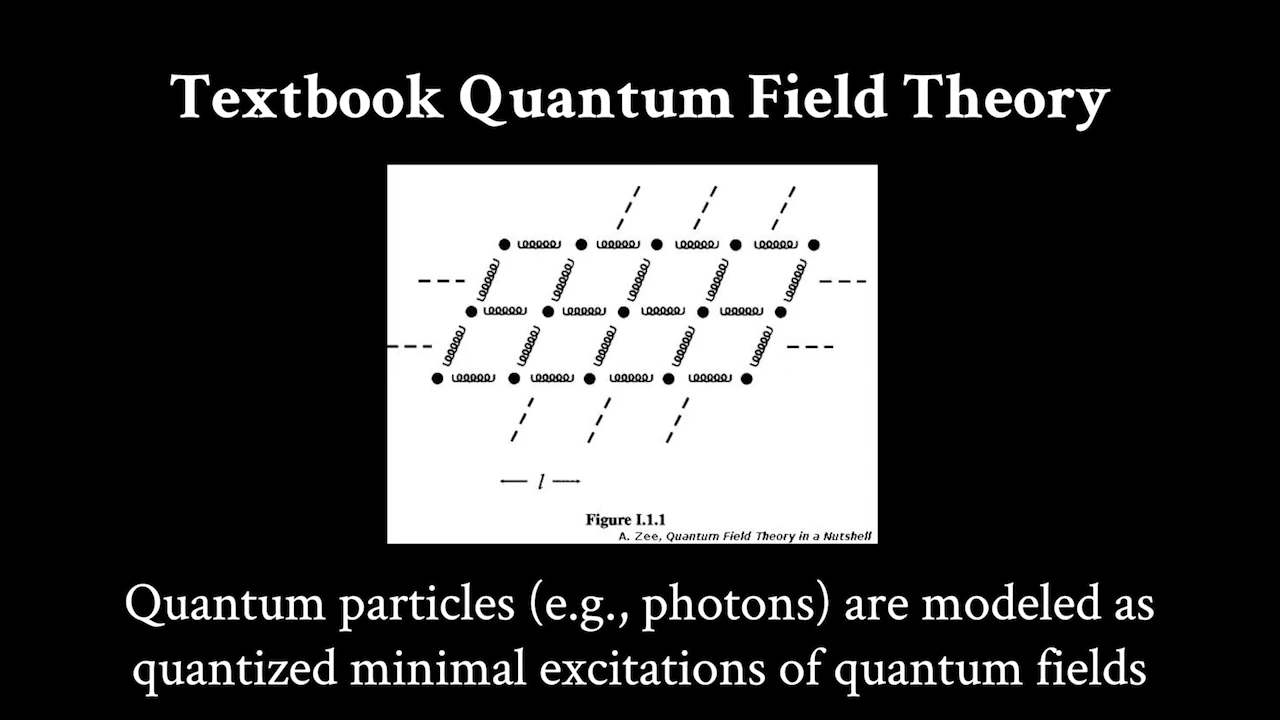 Textbook Quantum Field Theory
l
Figure I.1.1
A. Zee, Quantum Field Theory in a Nutshell
Quantum particles (e.g., photons) are modeled as
quantized minimal excitations of quantum fields